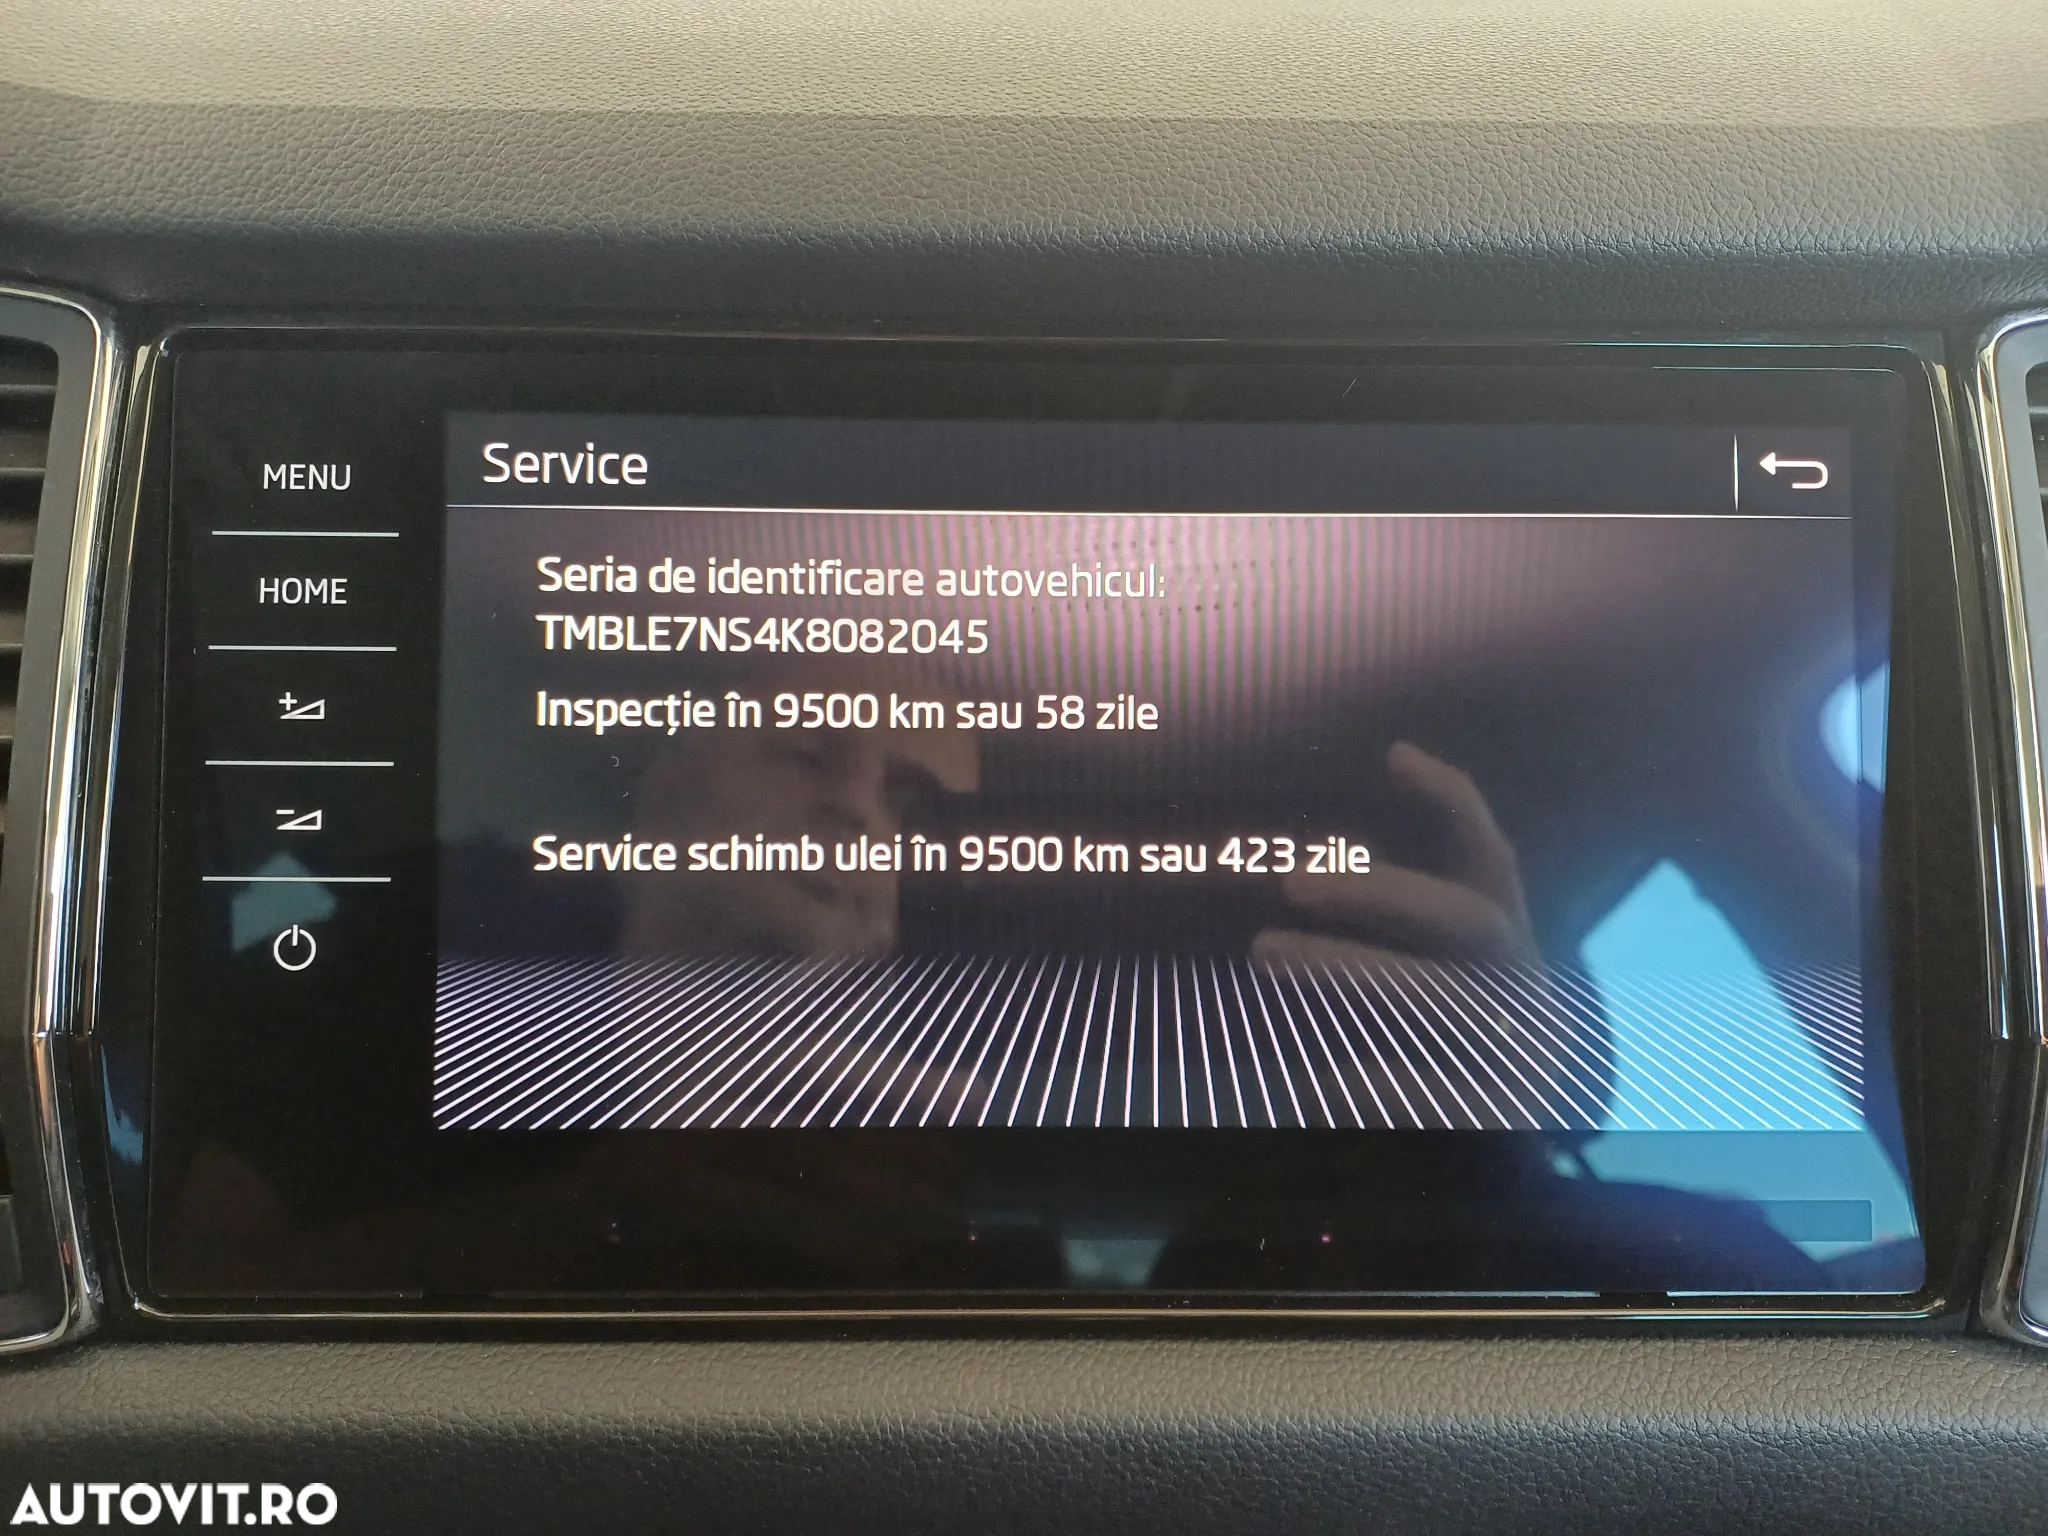 MENU
HOME
Service
Seria de identificare autovehicul:
TMBLE7NS4K8082045
Inspecție în 9500 km sau 58 zile
Service schimb ulei în 9500 km sau 423 zile
AUTOVIT.RO